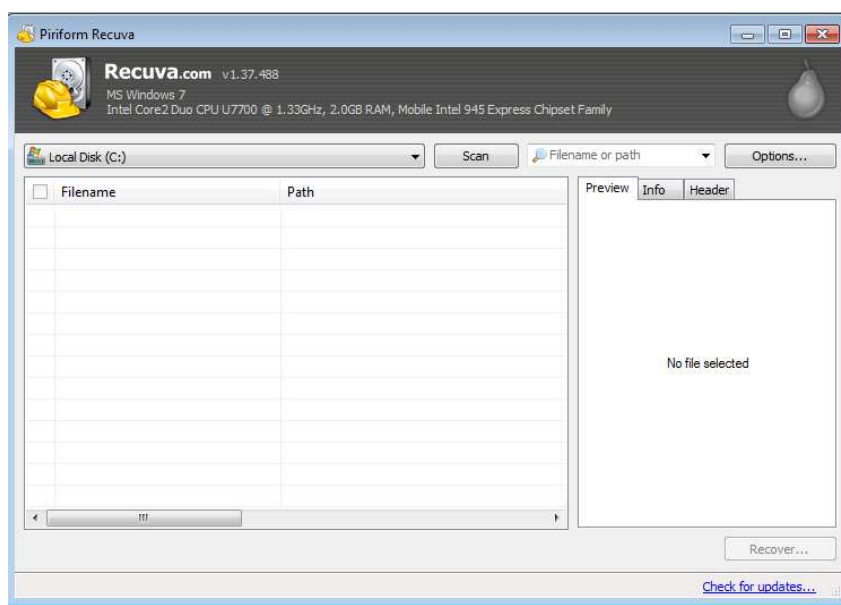 Piriform Recuva
Recuva.com v1.37.488
MS Windows 7
Intel Core2 Duo CPU U7700 @ 1.33GHz, 2.0GB RAM, Mobile Intel 945 Express Chipset Family
Local Disk (C:) Scan Filename or path Options...
Filename Path Preview Info Header
No file selected
Recover...
Check for updates...